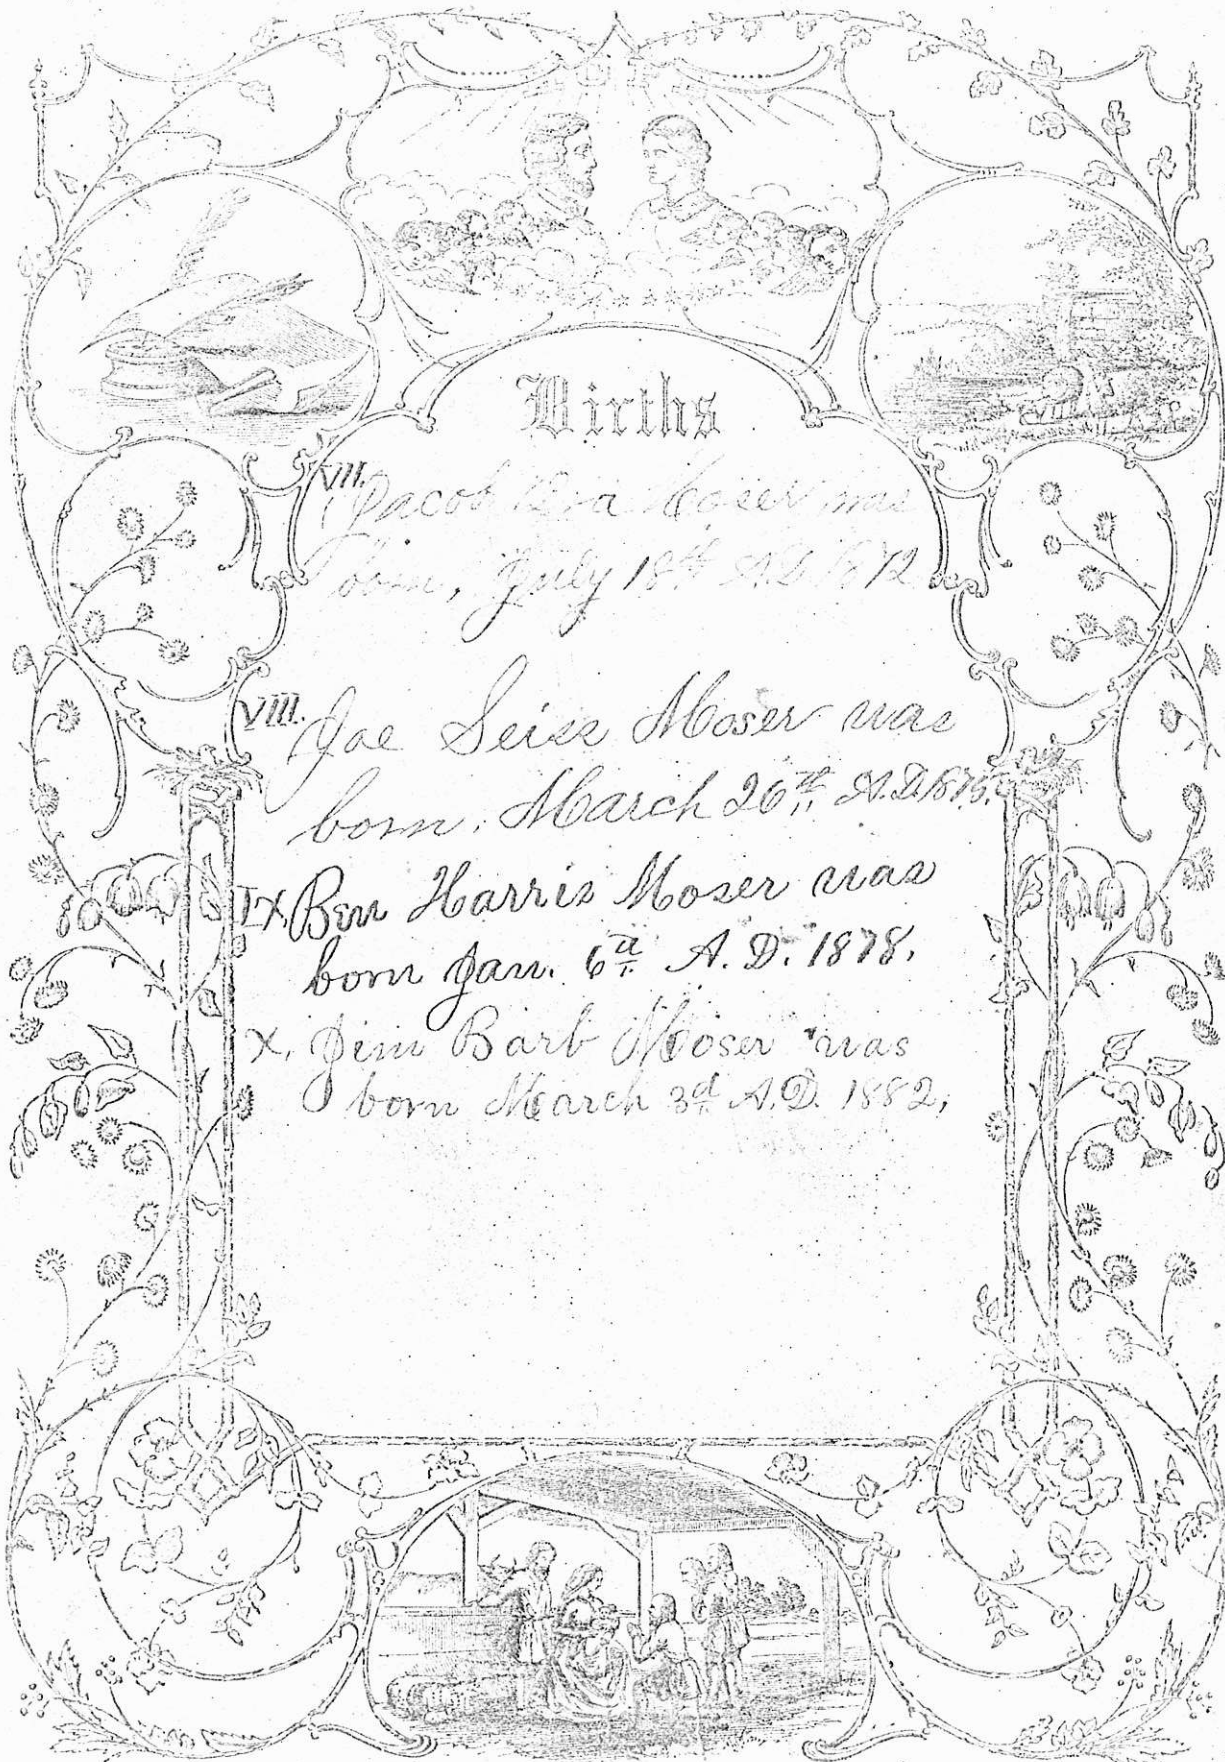 Births
VII. Jacob Moser was
born, July 18th A.D. 1872
VIII. Joe Seiss Moser was
born, March 26th A.D. 1875.
IX. Ben Harris Moser was
born Jan. 6th A.D. 1878.
X. Jim Barb Moser was
born March 3d A.D. 1882,